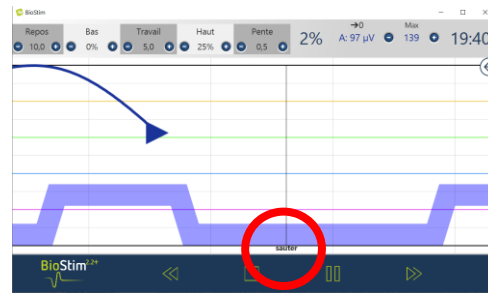 BioStim
Repos Bas Travail Haut Pente →0 Max
10,0 0% 5,0 25% 0,5 2% A: 97 µV 139 19:40
sauter
BioStim 2.2+